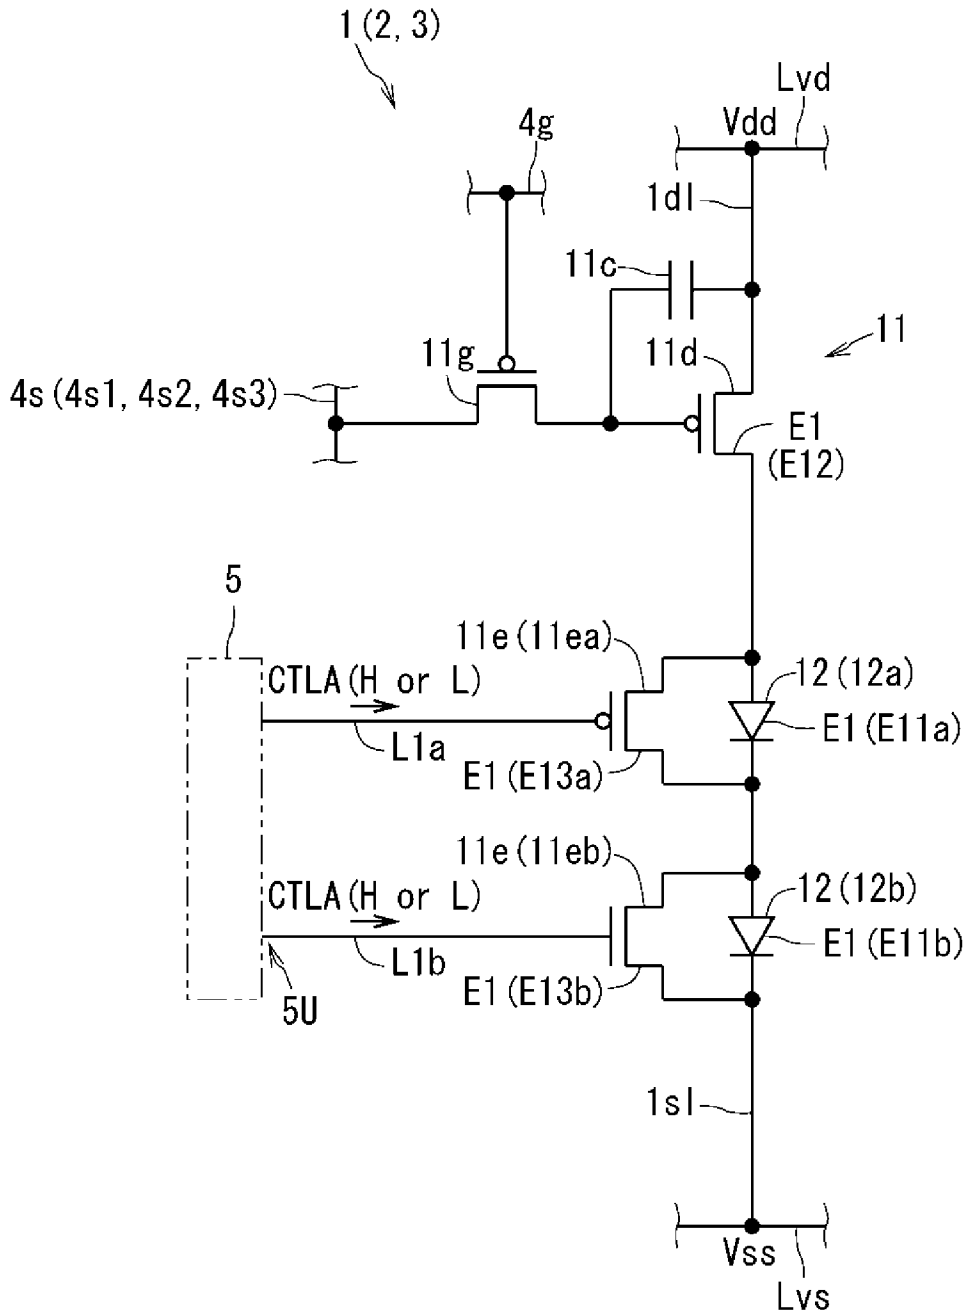 1(2, 3)
Lvd
Vdd
4g
1dl
11c
11
11g
11d
4s(4s1, 4s2, 4s3)
E1
(E12)
5
11e(11ea)
CTLA(H or L)
12(12a)
L1a
E1(E11a)
E1(E13a)
11e(11eb)
CTLA(H or L)
12(12b)
L1b
E1(E11b)
E1(E13b)
5U
1sl
Vss
Lvs